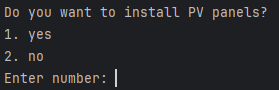 Do you want to install PV panels?
1. yes
2. no
Enter number: